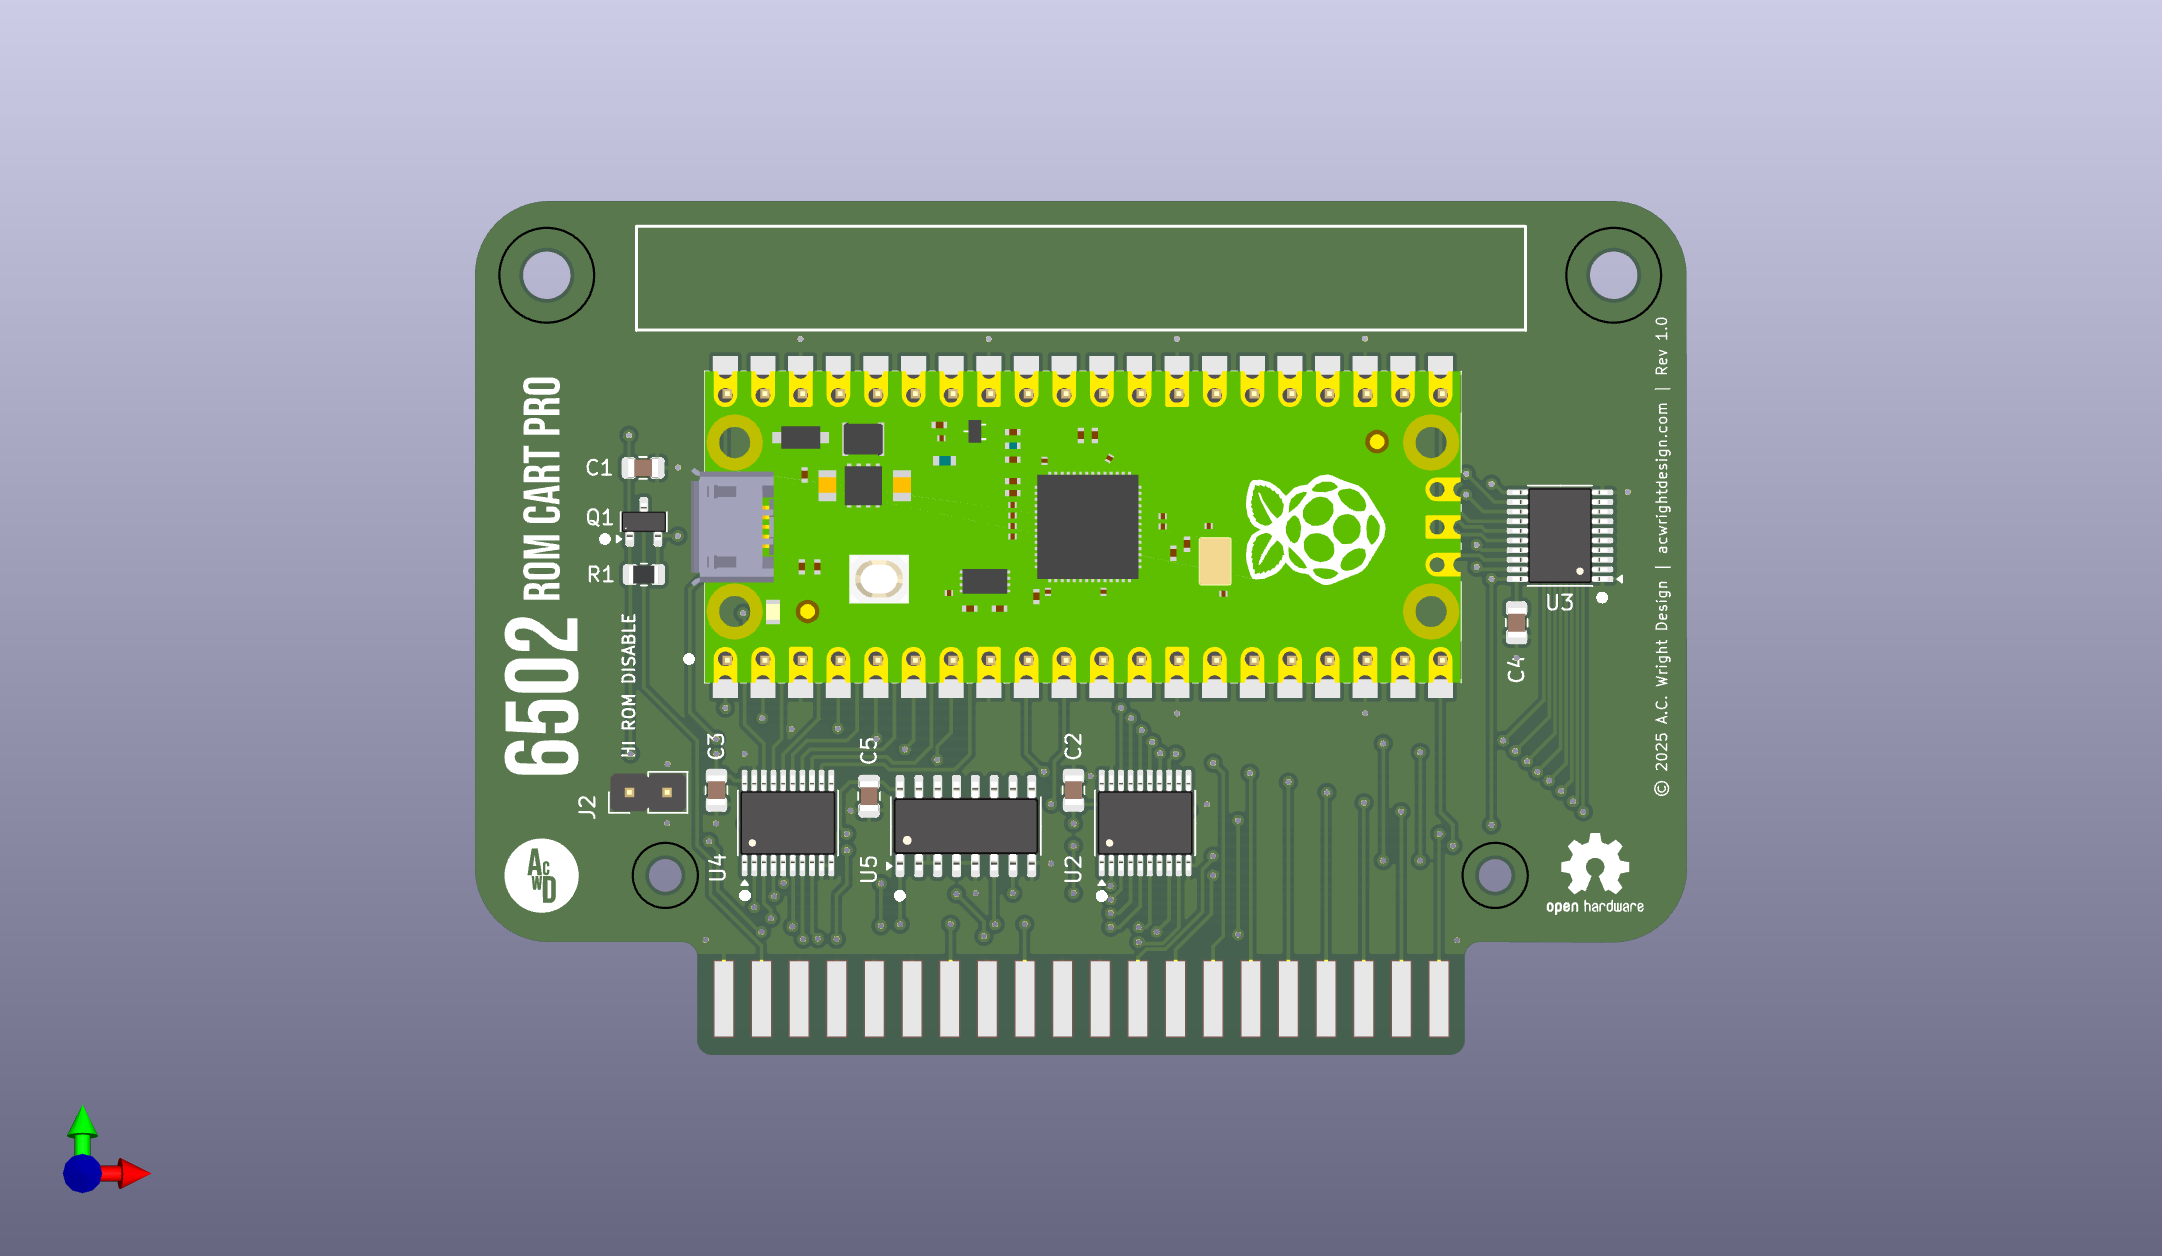 6502
ROM CART PRO
C1
Q1
R1
HI ROM DISABLE
J2
C3
C5
C2
U4
U5
U2
U3
C4
© 2025 A.C. Wright Design | acwrightdesign.com | Rev 1.0
ACWD
open hardware